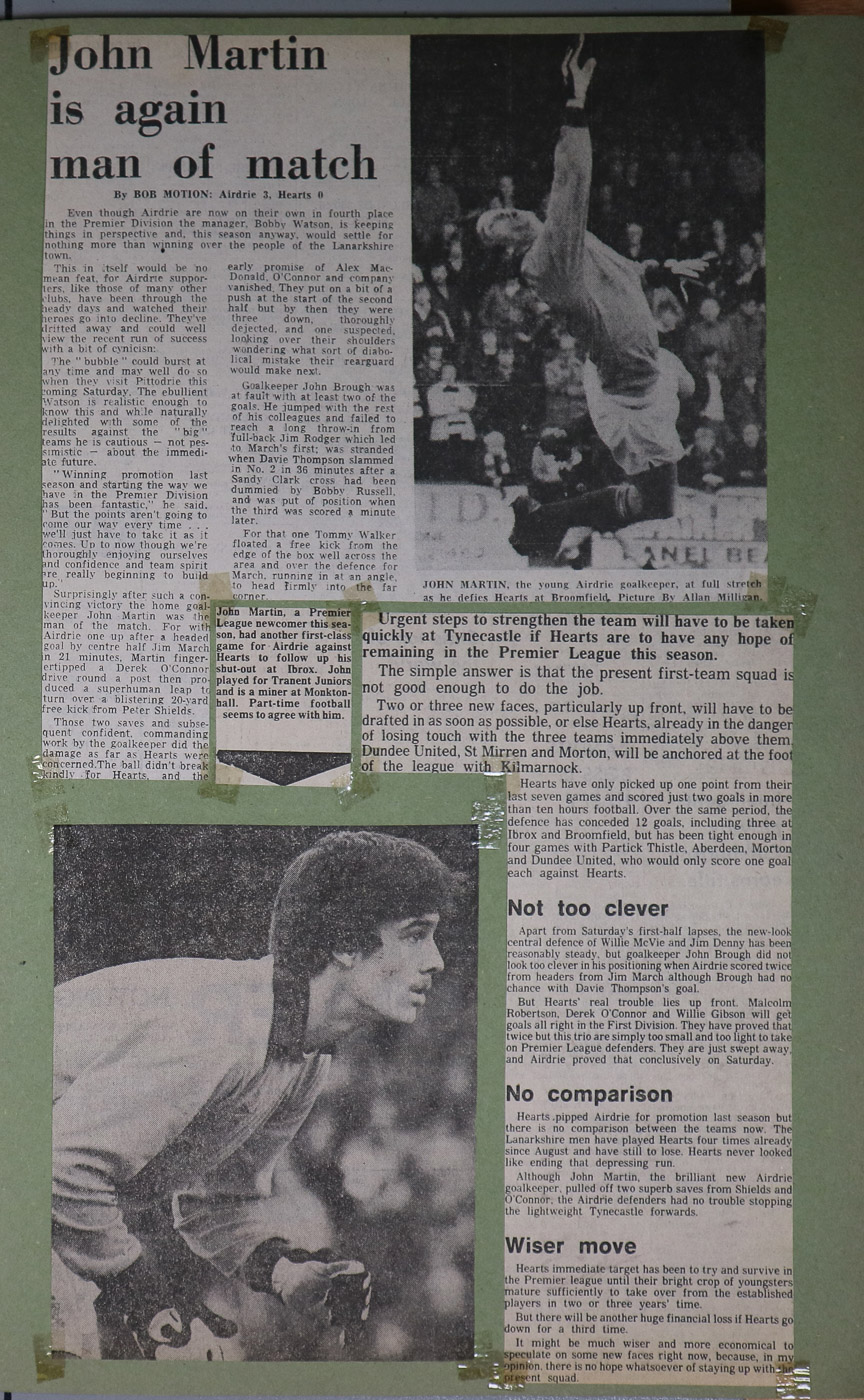 John Martin
is again
man of match
By BOB MOTION: Airdrie 3, Hearts 0
Even though Airdrie are now on their own in fourth place
in the Premier Division the manager, Bobby Watson, is keeping
things in perspective and, this season anyway, would settle for
nothing more than winning over the people of the Lanarkshire
town.
This in itself would be no
mean feat, for Airdrie suppor-
ters, like those of many other
clubs, have been through the
heady days and watched their
heroes go into decline. They've
drifted away and could well
view the recent run of success
with a bit of cynicism.
The "bubble" could burst at
any time and may well do so
when they visit Pittodrie this
coming Saturday. The ebullient
Watson is realistic enough to
know this and while naturally
delighted with some of the
results against the "big"
teams he is cautious — not pes-
simistic — about the immedi-
ate future.
"Winning promotion last
season and starting the way we
have in the Premier Division
has been fantastic," he said.
"But the points aren't going to
come our way every time . . .
we'll just have to take it as it
comes. Up to now though we're
thoroughly enjoying ourselves
and confidence and team spirit
are really beginning to build
up."
Surprisingly after such a con-
vincing victory the home goal-
keeper John Martin was the
man of the match. For with
Airdrie one up after a headed
goal by centre half Jim March
in 21 minutes, Martin finger-
ertipped a Derek O'Connor
drive round a post then pro-
duced a superhuman leap to
turn over a blistering 20-yard
free kick from Peter Shields.
Those two saves and subse-
quent confident, commanding
work by the goalkeeper did the
damage as far as Hearts were
concerned.The ball didn't break
kindly for Hearts, and the
early promise of Alex Mac-
Donald, O'Connor and company
vanished. They put on a bit of a
push at the start of the second
half but by then they were
three down, thoroughly
dejected, and one suspected,
looking over their shoulders
wondering what sort of diabo-
lical mistake their rearguard
would make next.
Goalkeeper John Brough was
at fault with at least two of the
goals. He jumped with the rest
of his colleagues and failed to
reach a long throw-in from
full-back Jim Rodger which led
to March's first; was stranded
when Davie Thompson slammed
in No. 2 in 36 minutes after a
Sandy Clark cross had been
dummied by Bobby Russell,
and was put of position when
the third was scored a minute
later.
For that one Tommy Walker
floated a free kick from the
edge of the box well across the
area and over the defence for
March, running in at an angle,
to head firmly into the far
corner.
JOHN MARTIN, the young Airdrie goalkeeper, at full stretch
as he defies Hearts at Broomfield. Picture By Allan Milligan.
John Martin, a Premier
League newcomer this sea-
son, had another first-class
game for Airdrie against
Hearts to follow up his
shut-out at Ibrox. John
played for Tranent Juniors
and is a miner at Monkton-
hall. Part-time football
seems to agree with him.
Urgent steps to strengthen the team will have to be taken
quickly at Tynecastle if Hearts are to have any hope of
remaining in the Premier League this season.
The simple answer is that the present first-team squad is
not good enough to do the job.
Two or three new faces, particularly up front, will have to be
drafted in as soon as possible, or else Hearts, already in the danger
of losing touch with the three teams immediately above them,
Dundee United, St Mirren and Morton, will be anchored at the foot
of the league with Kilmarnock.
Hearts have only picked up one point from their
last seven games and scored just two goals in more
than ten hours football. Over the same period, the
defence has conceded 12 goals, including three at
Ibrox and Broomfield, but has been tight enough in
four games with Partick Thistle, Aberdeen, Morton
and Dundee United, who would only score one goal
each against Hearts.
Not too clever
Apart from Saturday's first-half lapses, the new-look
central defence of Willie McVie and Jim Denny has been
reasonably steady, but goalkeeper John Brough did not
look too clever in his positioning when Airdrie scored twice
from headers from Jim March although Brough had no
chance with Davie Thompson's goal.
But Hearts' real trouble lies up front. Malcolm
Robertson, Derek O'Connor and Willie Gibson will get
goals all right in the First Division. They have proved that
twice but this trio are simply too small and too light to take
on Premier League defenders. They are just swept away,
and Airdrie proved that conclusively on Saturday.
No comparison
Hearts pipped Airdrie for promotion last season but
there is no comparison between the teams now. The
Lanarkshire men have played Hearts four times already
since August and have still to lose. Hearts never looked
like ending that depressing run.
Although John Martin, the brilliant new Airdrie
goalkeeper, pulled off two superb saves from Shields and
O'Connor, the Airdrie defenders had no trouble stopping
the lightweight Tynecastle forwards.
Wiser move
Hearts immediate target has been to try and survive in
the Premier league until their bright crop of youngsters
mature sufficiently to take over from the established
players in two or three years' time.
But there will be another huge financial loss if Hearts go
down for a third time.
It might be much wiser and more economical to
speculate on some new faces right now, because, in my
opinion, there is no hope whatsoever of staying up with the
present squad.